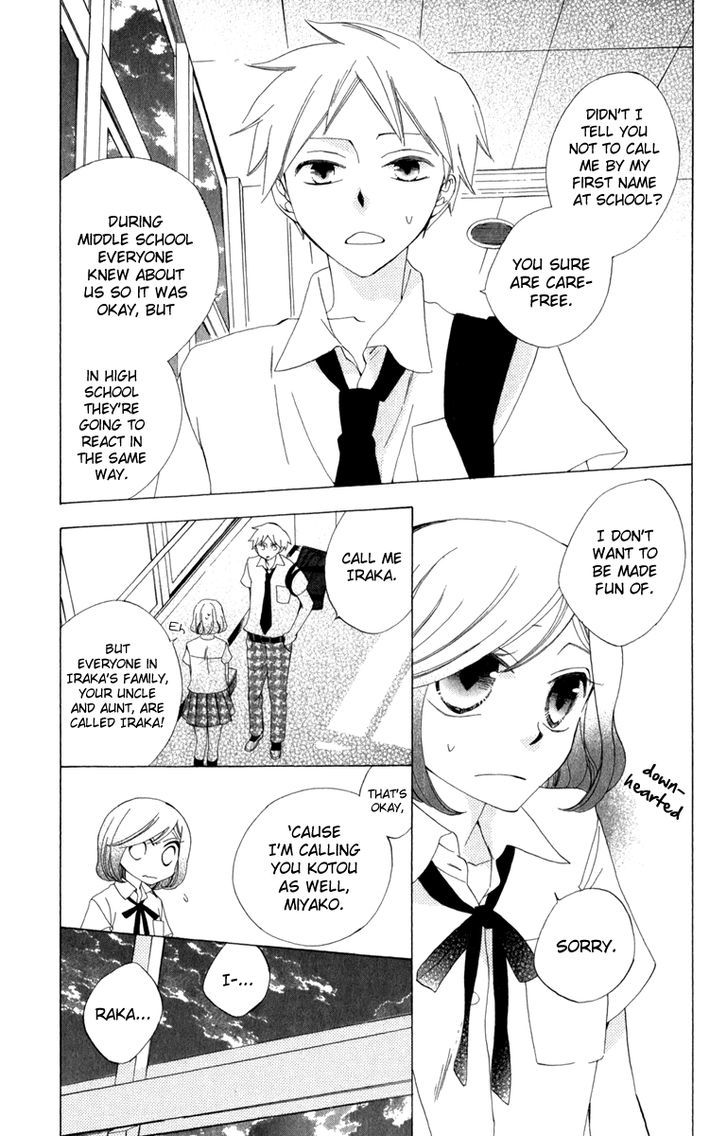 DIDN'T I
TELL YOU
NOT TO CALL
ME BY MY
FIRST NAME
AT SCHOOL?
YOU SURE
ARE CARE-
FREE.
DURING
MIDDLE SCHOOL
EVERYONE
KNEW ABOUT
US SO IT WAS
OKAY, BUT
IN HIGH
SCHOOL
THEY'RE
GOING TO
REACT IN
THE SAME
WAY.
I DON'T
WANT TO
BE MADE
FUN OF.
down-
hearted
SORRY.
CALL ME
IRAKA.
Eh
BUT
EVERYONE IN
IRAKA'S FAMILY,
YOUR UNCLE
AND AUNT, ARE
CALLED IRAKA!
THAT'S
OKAY,
'CAUSE
I'M CALLING
YOU KOTOU
AS WELL,
MIYAKO.
I-...
RAKA...